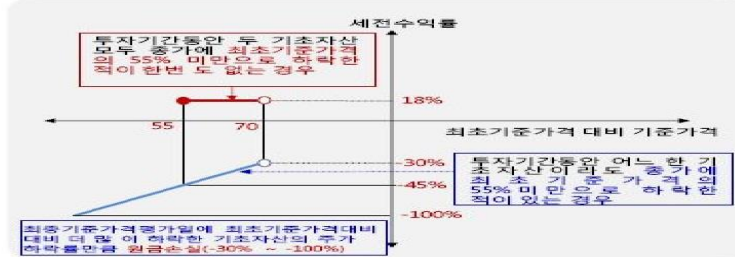 세전수익률
투자기간동안 두 기초자산
모두 종가에 최초기준가격
의 55% 미만으로 하락한
적이 한번 도 없는 경우
18%
55
70
최초기준가격 대비 기준가격
-30%
투자기간동안 어느 한 기
초자산이라도 종가에
최초기준가격의
55%미만으로 하락한
적이 있는 경우
-45%
-100%
최종기준가격평가일에 최초기준가격대비
대비 더 많 이 하락한 기초자산의 주가
하락률만큼 원금손실(-30% ~ -100%)